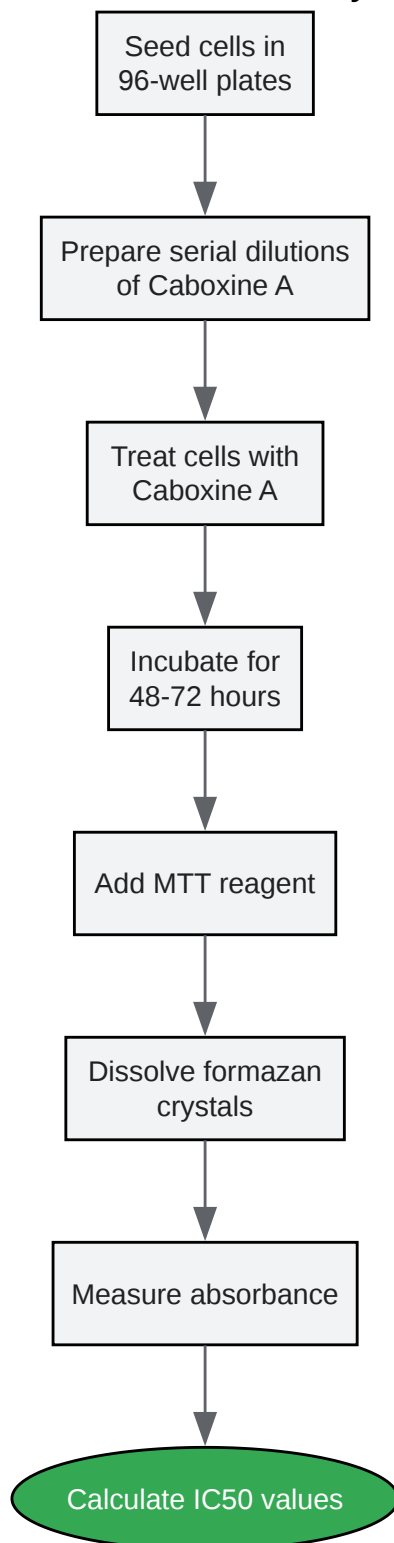 Seed cells in
96-well plates
Prepare serial dilutions
of Caboxine A
Treat cells with
Caboxine A
Incubate for
48-72 hours
Add MTT reagent
Dissolve formazan
crystals
Measure absorbance
Calculate IC50 values